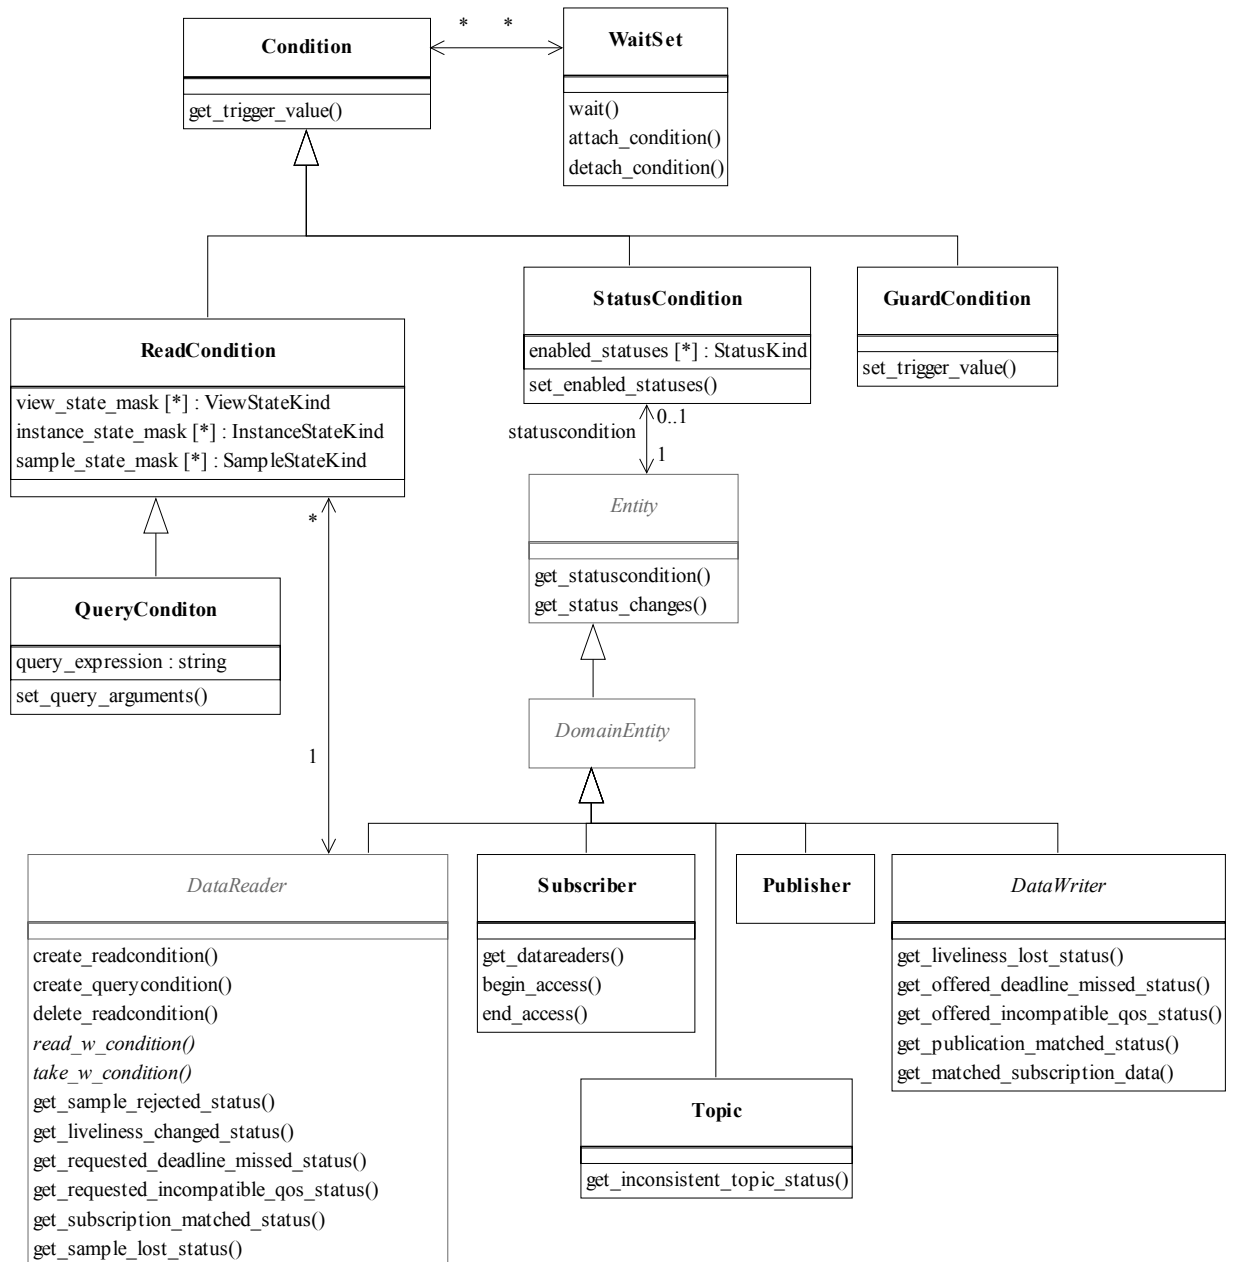 Condition
get_trigger_value()
* *
WaitSet
wait()
attach_condition()
detach_condition()
ReadCondition
view_state_mask [*] : ViewStateKind
instance_state_mask [*] : InstanceStateKind
sample_state_mask [*] : SampleStateKind
StatusCondition
enabled_statuses [*] : StatusKind
set_enabled_statuses()
GuardCondition
set_trigger_value()
statuscondition
0..1
1
Entity
get_statuscondition()
get_status_changes()
QueryConditon
query_expression : string
set_query_arguments()
*
1
DomainEntity
DataReader
create_readcondition()
create_querycondition()
delete_readcondition()
read_w_condition()
take_w_condition()
get_sample_rejected_status()
get_liveliness_changed_status()
get_requested_deadline_missed_status()
get_requested_incompatible_qos_status()
get_subscription_matched_status()
get_sample_lost_status()
Subscriber
get_datareaders()
begin_access()
end_access()
Publisher
DataWriter
get_liveliness_lost_status()
get_offered_deadline_missed_status()
get_offered_incompatible_qos_status()
get_publication_matched_status()
get_matched_subscription_data()
Topic
get_inconsistent_topic_status()